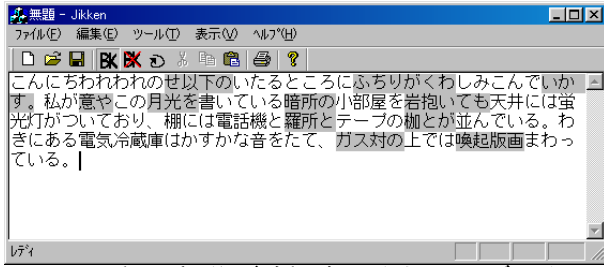 無題 - Jikken
ファイル(F) 編集(E) ツール(T) 表示(V) ヘルプ(H)
BK BK
こんにちわれわれのせ以下のいたるところにふちりがくわしみこんでいか
す。私が意やこの月光を書いている暗所の小部屋を岩抱いても天井には蛍
光灯がついており、棚には電話機と羅所とテープの枷とが並んでいる。わ
きにある電気冷蔵庫はかすかな音をたて、ガス対の上では喚起版画まわっ
ている。
レディ